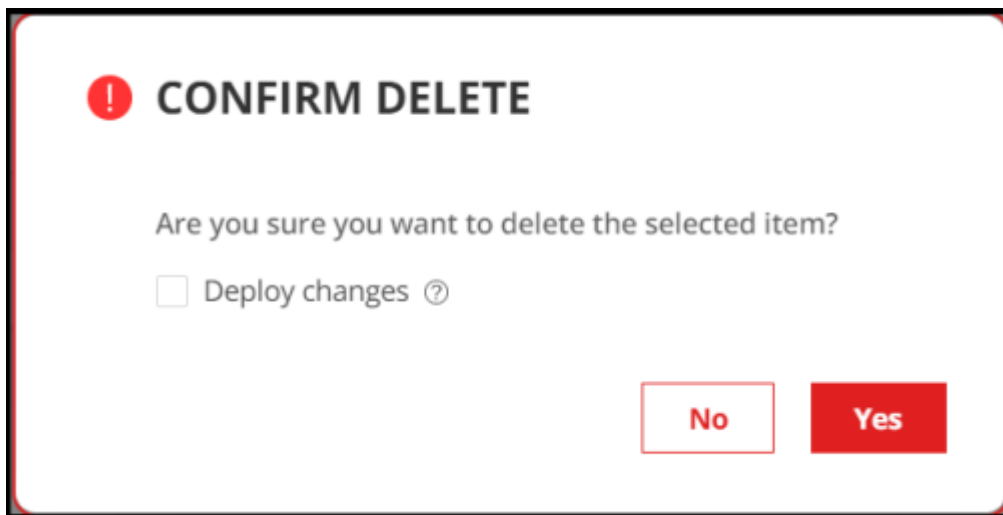 CONFIRM DELETE
Are you sure you want to delete the selected item?
Deploy changes
No
Yes